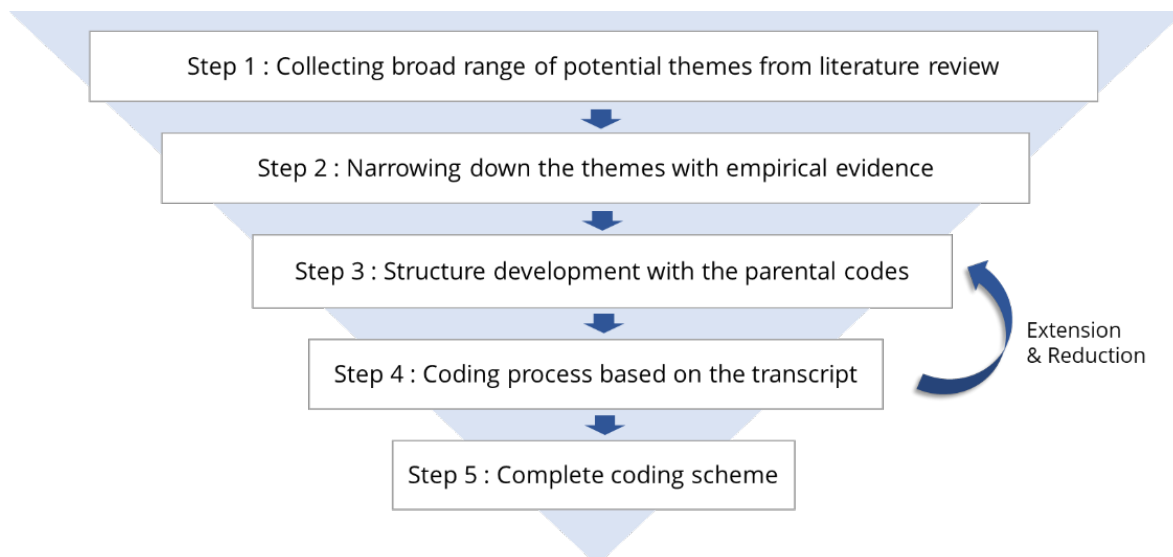 Step 1 : Collecting broad range of potential themes from literature review
Step 2 : Narrowing down the themes with empirical evidence
Step 3 : Structure development with the parental codes
Step 4 : Coding process based on the transcript
Extension
& Reduction
Step 5 : Complete coding scheme